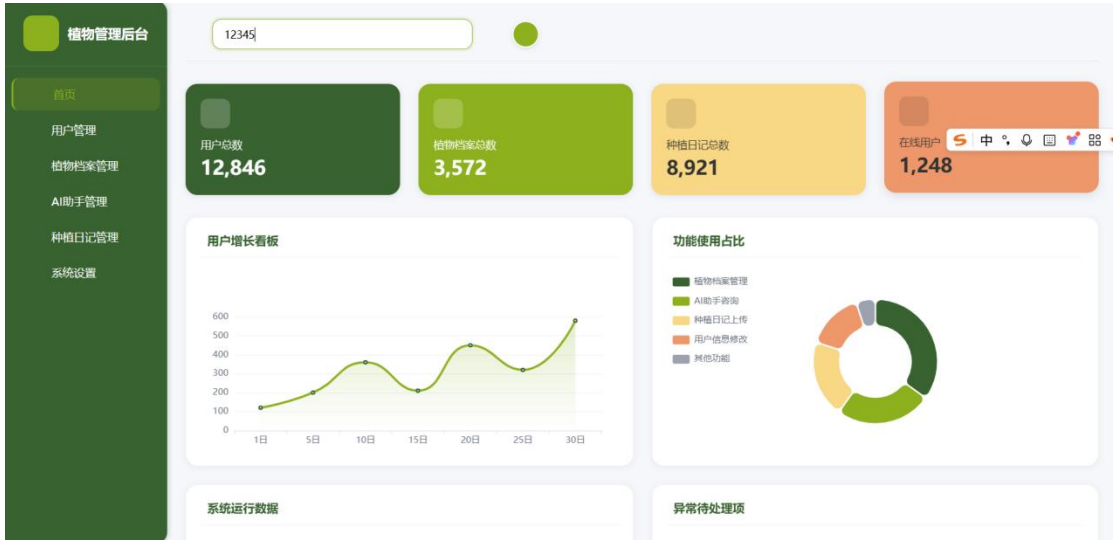 植物管理后台
12345
首页
用户管理
植物档案管理
AI助手管理
种植日记管理
系统设置
用户总数
12,846
植物档案总数
3,572
种植日记总数
8,921
在线用户
1,248
中
用户增长看板
600
500
400
300
200
100
0
1日 5日 10日 15日 20日 25日 30日
功能使用占比
植物档案管理
AI助手咨询
种植日记上传
用户信息修改
其他功能
系统运行数据
异常待处理项